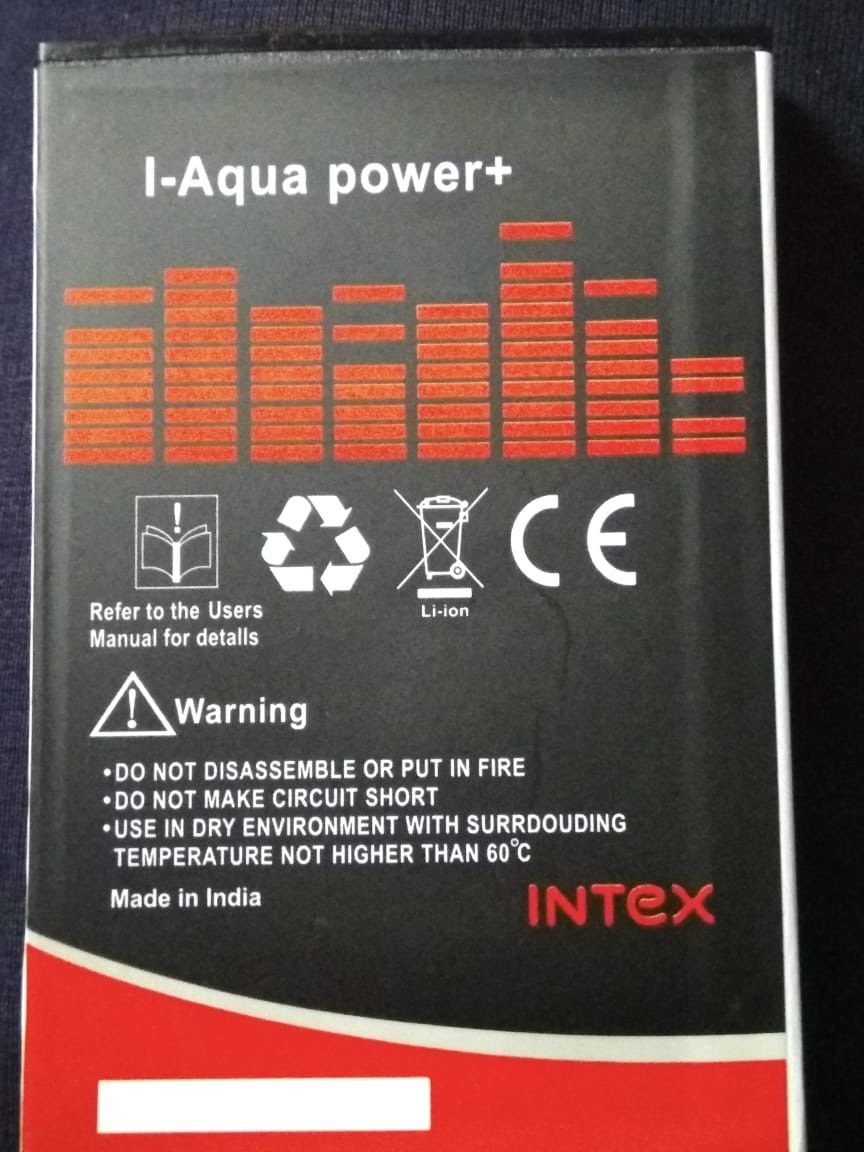 I-Aqua power+
CE
Refer to the Users
Manual for details
Li-ion
Warning
•DO NOT DISASSEMBLE OR PUT IN FIRE
•DO NOT MAKE CIRCUIT SHORT
•USE IN DRY ENVIRONMENT WITH SURRDOUDING
TEMPERATURE NOT HIGHER THAN 60°C
Made in India
INTEX